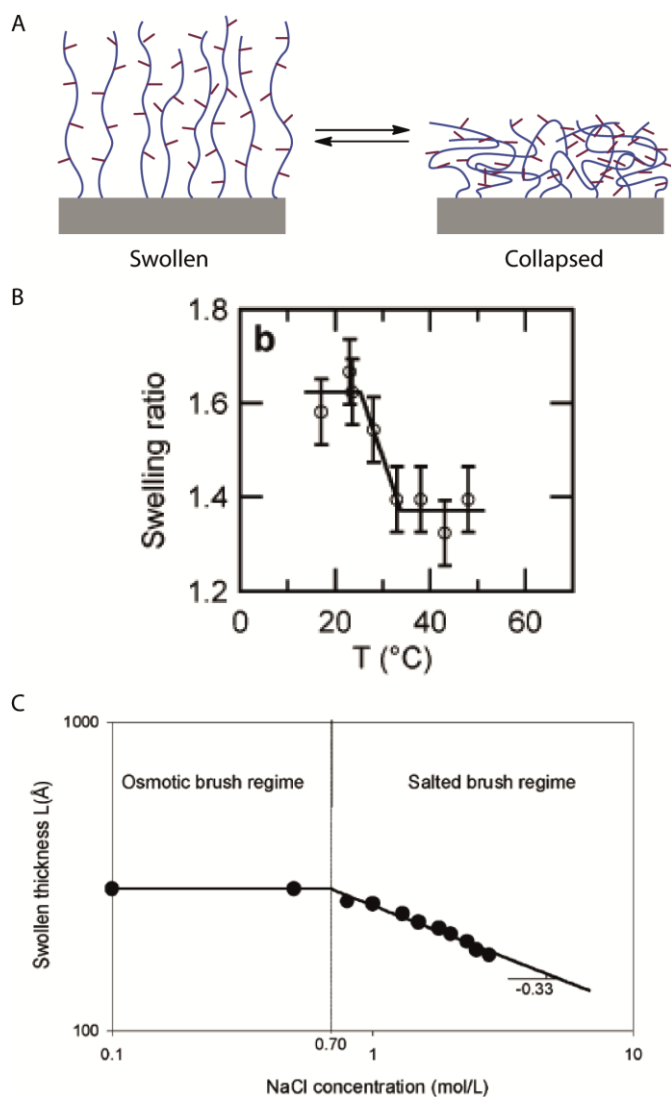 A
Swollen
Collapsed
B
b
1.8
1.6
1.4
1.2
Swelling ratio
0
20
40
60
T (°C)
C
1000
Osmotic brush regime
Salted brush regime
Swollen thickness L(Å)
-0.33
100
0.1
0.70
1
10
NaCl concentration (mol/L)